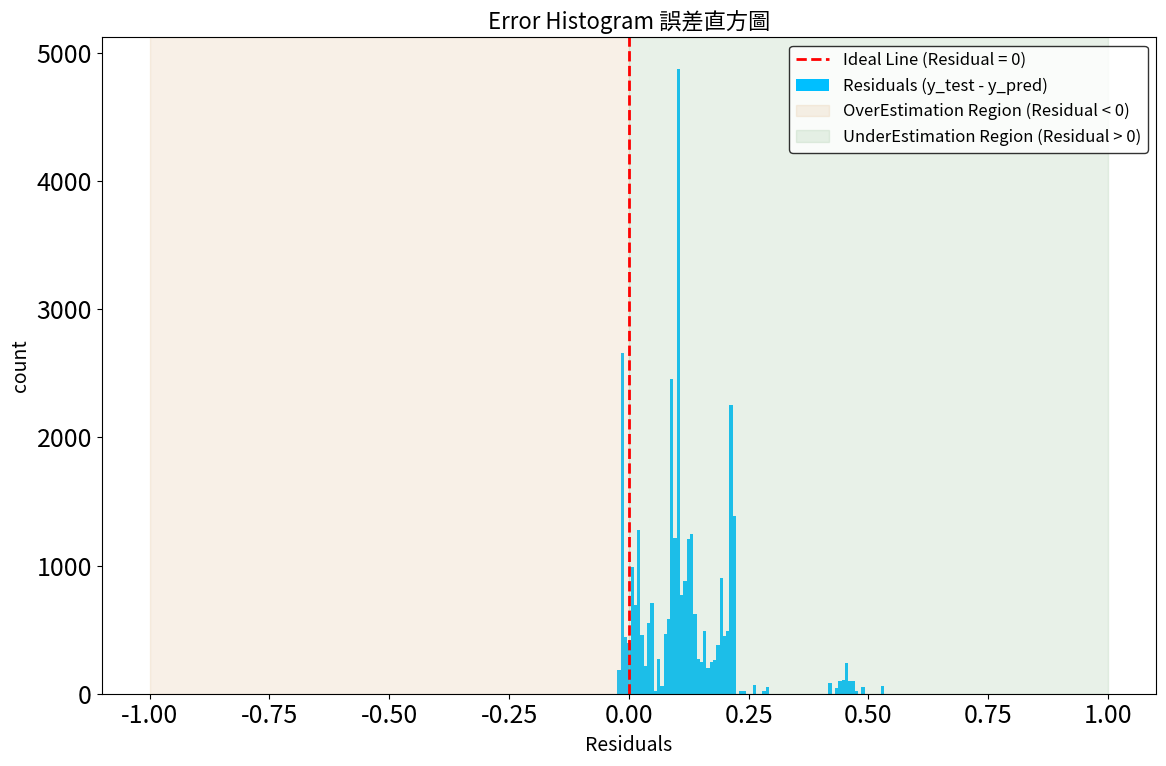 Error Histogram 誤差直方圖
Ideal Line (Residual = 0)
Residuals (y_test - y_pred)
OverEstimation Region (Residual < 0)
UnderEstimation Region (Residual > 0)
5000
4000
3000
2000
1000
0
count
-1.00 -0.75 -0.50 -0.25 0.00 0.25 0.50 0.75 1.00
Residuals